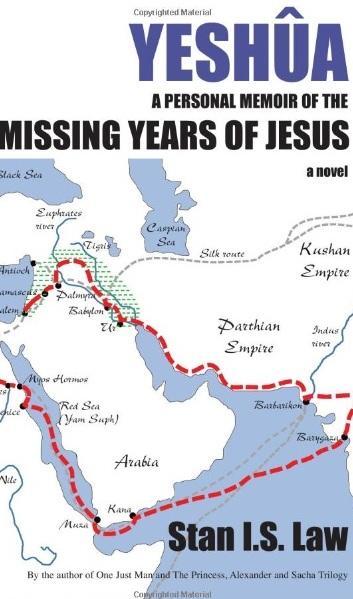 Copyrighted Material
YESHÛA
A PERSONAL MEMOIR OF THE
MISSING YEARS OF JESUS
a novel
Black Sea
Euphrates
river
Tigris
Caspian
Sea
Silk route
Kushan
Empire
Antioch
Damascus
Palmyra
Babylon
Ur
Parthian
Empire
Indus
river
Myos Hormos
Barbarikon
Red Sea
(Yam Suph)
Barygaza
Arabia
Nile
Kana
Muza
Stan I.S. Law
By the author of One Just Man and The Princess, Alexander and Sacha Trilogy
Copyrighted Material